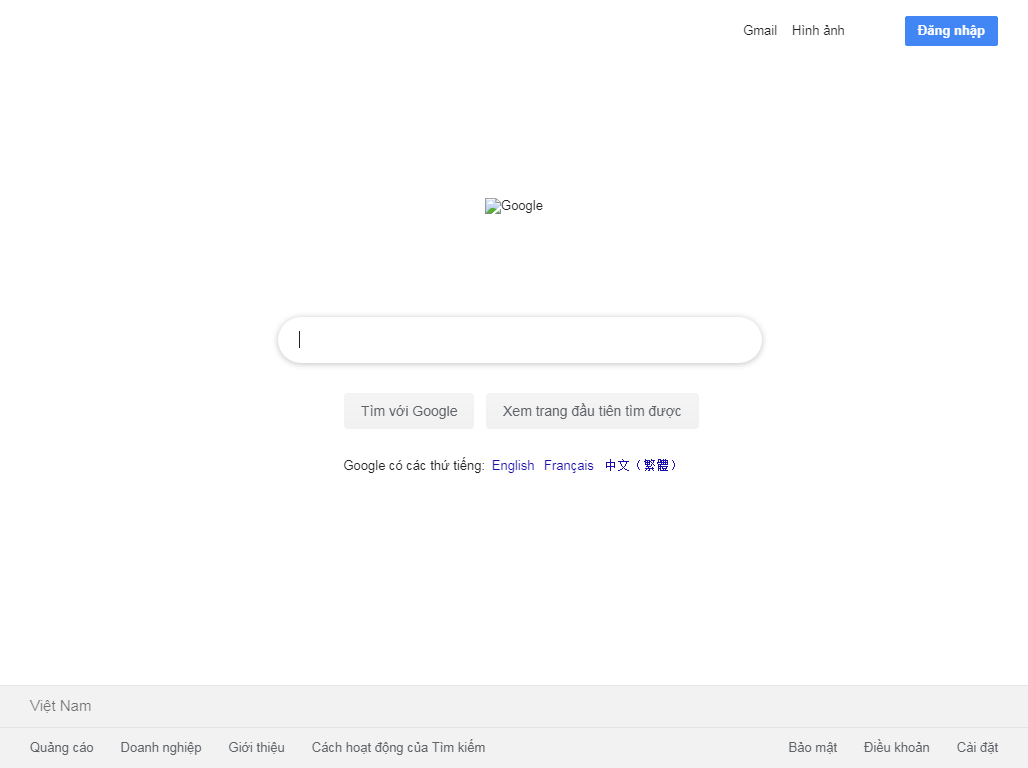 Gmail Hình ảnh Đăng nhập
Google
Tìm với Google Xem trang đầu tiên tìm được
Google có các thứ tiếng: English Français 中文（繁體）
Việt Nam
Quảng cáo Doanh nghiệp Giới thiệu Cách hoạt động của Tìm kiếm Bảo mật Điều khoản Cài đặt